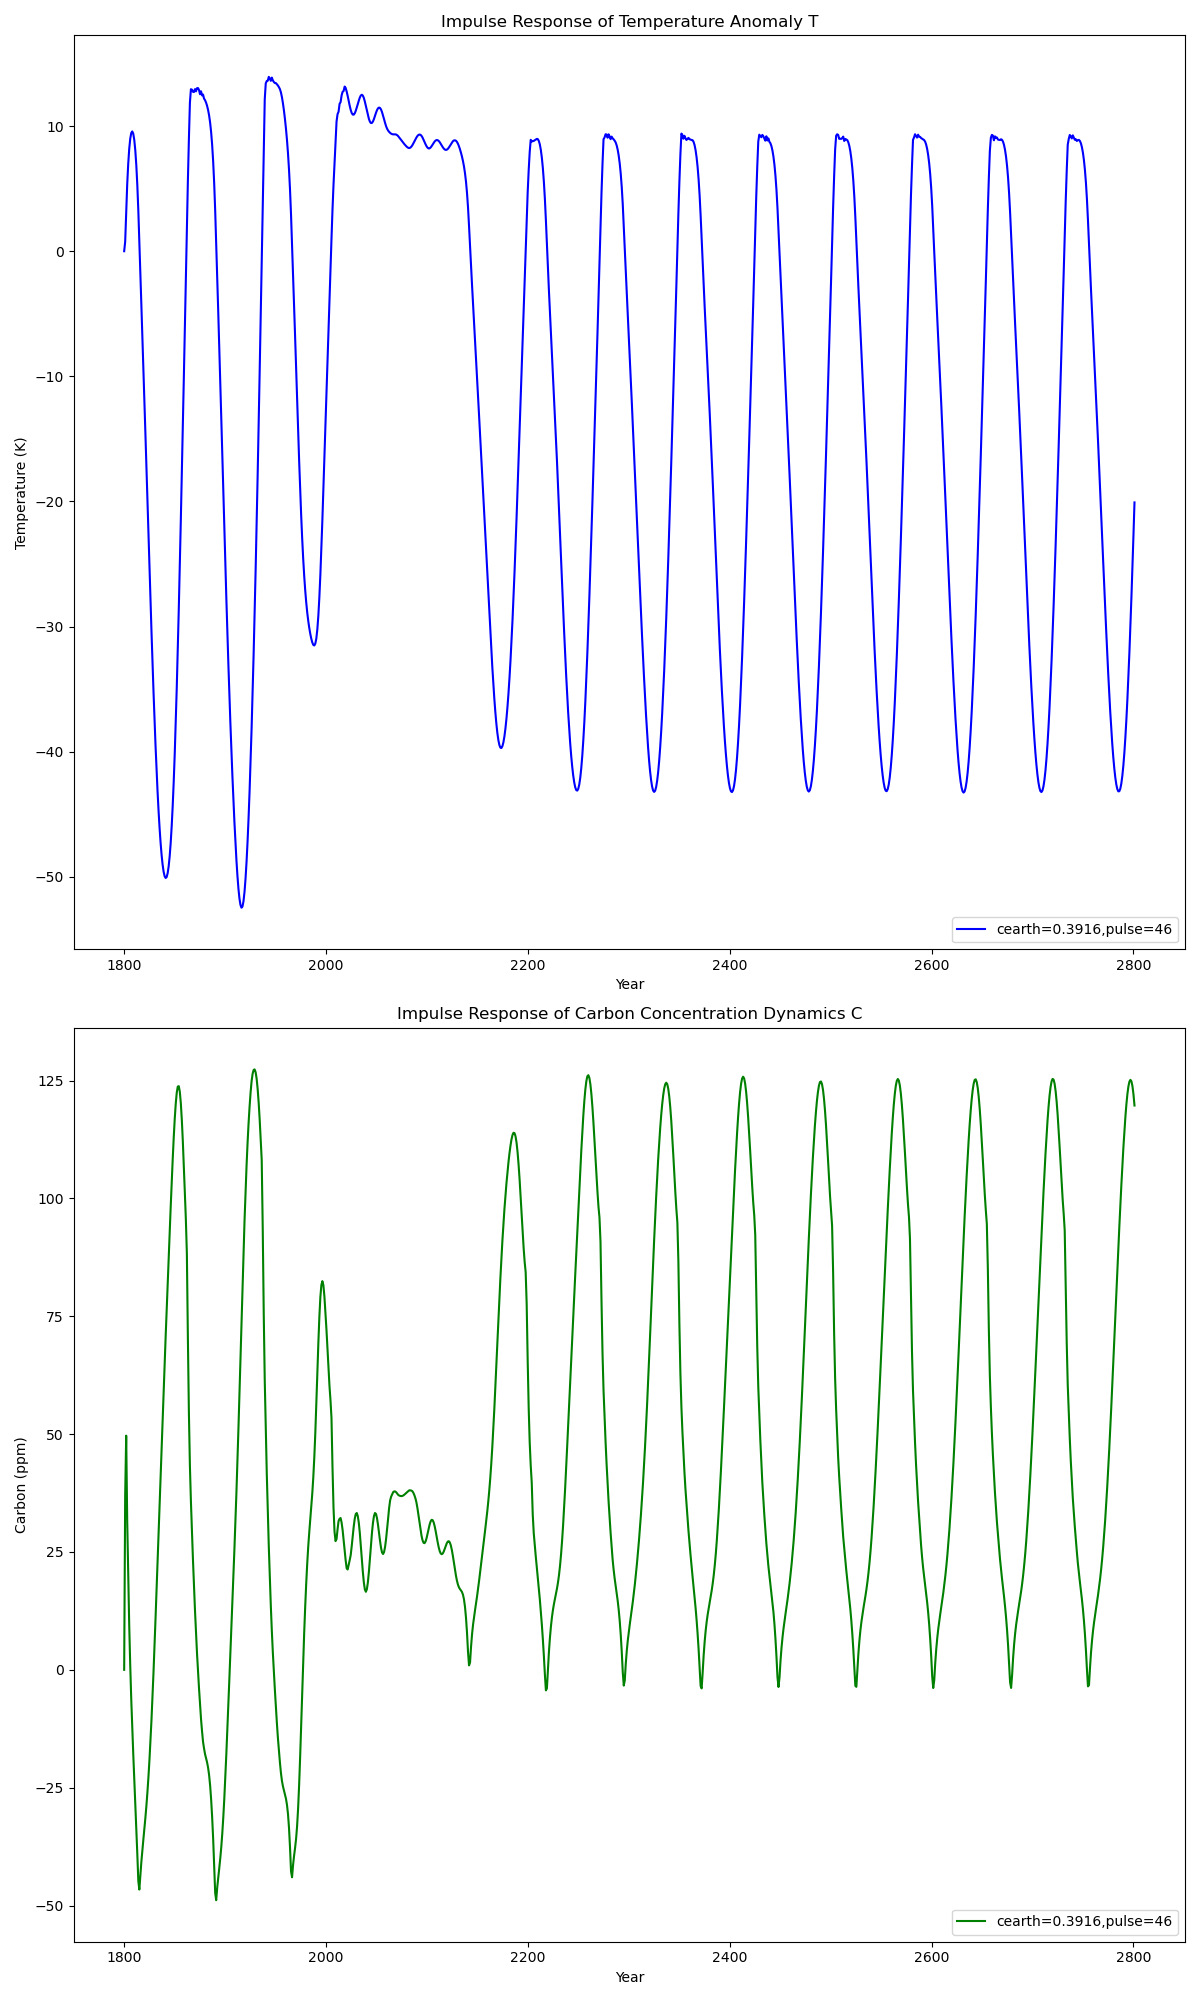 Impulse Response of Temperature Anomaly T
Temperature (K)
10
0
−10
−20
−30
−40
−50
cearth=0.3916,pulse=46
1800 2000 2200 2400 2600 2800
Year
Impulse Response of Carbon Concentration Dynamics C
Carbon (ppm)
125
100
75
50
25
0
−25
−50
cearth=0.3916,pulse=46
1800 2000 2200 2400 2600 2800
Year